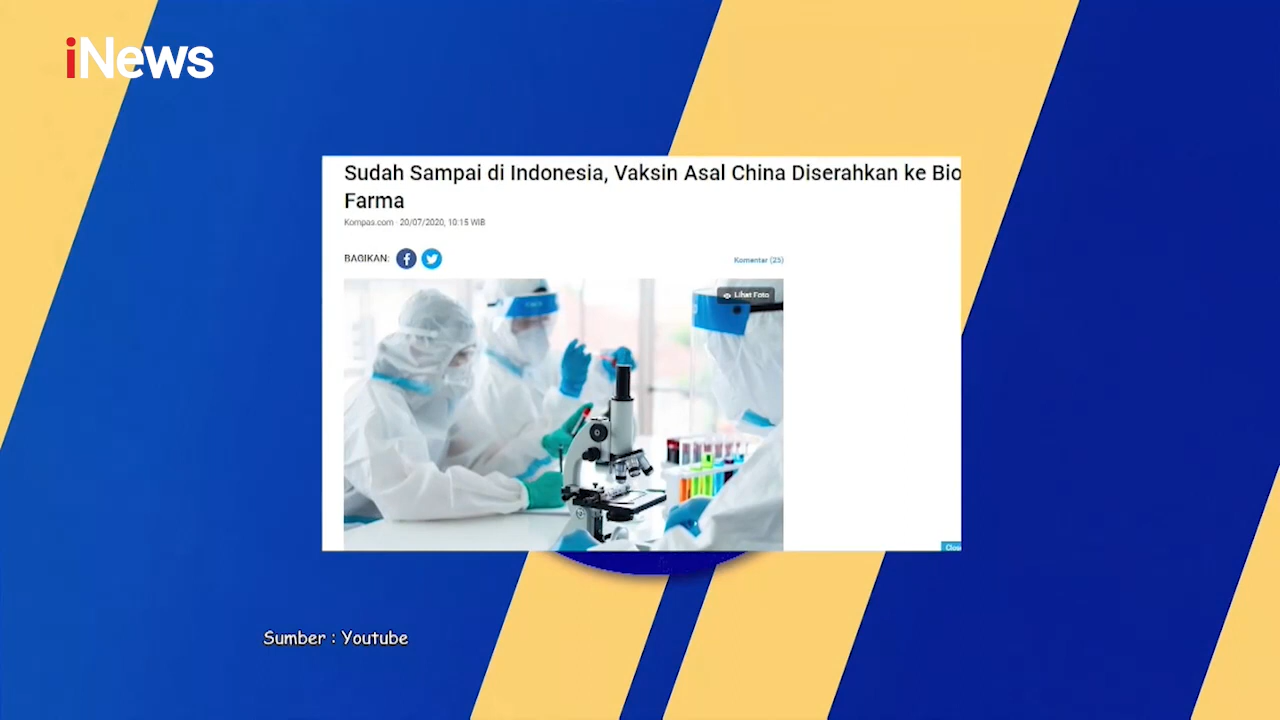 iNews
Sudah Sampai di Indonesia, Vaksin Asal China Diserahkan ke Bio
Farma
Kompas.com - 20/07/2020, 10:15 WIB
BAGIKAN:
Komentar (25)
Lihat Foto
Clos
Sumber : Youtube